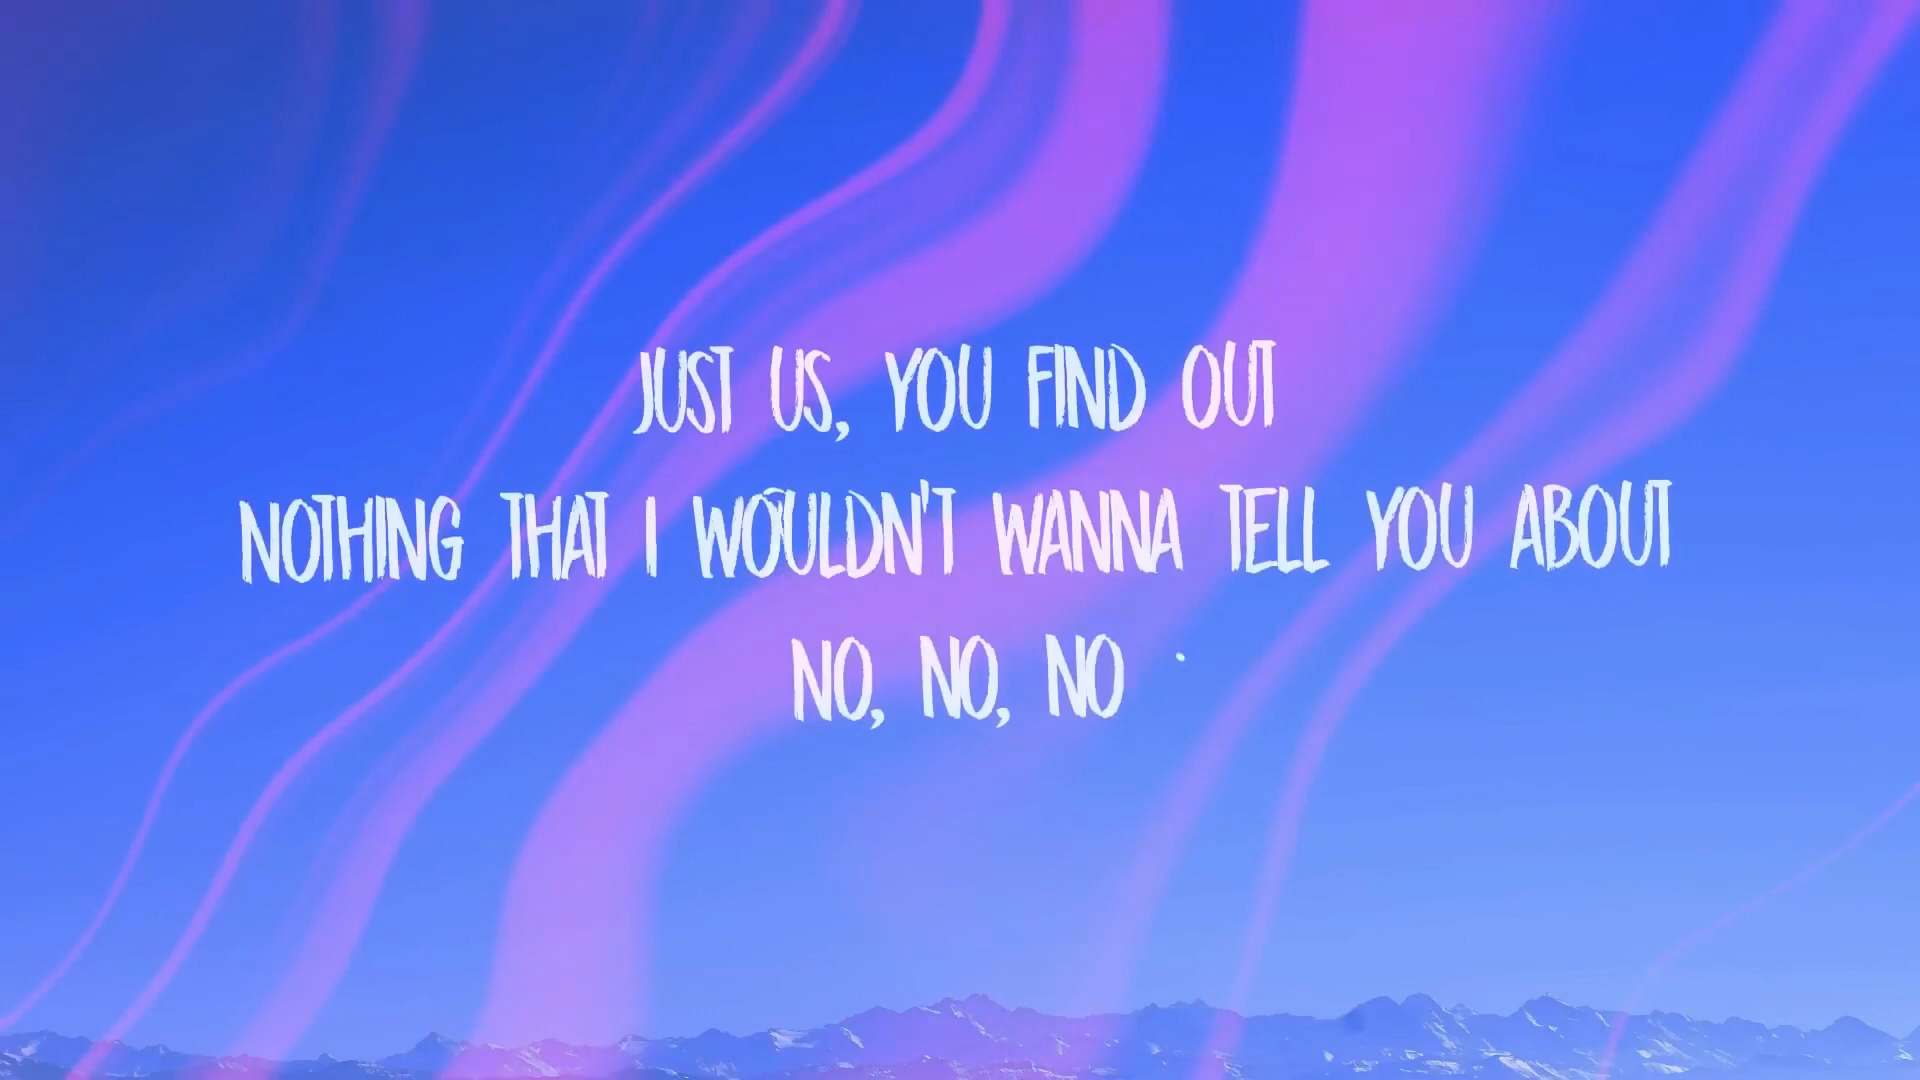 JUST US, YOU FIND OUT
NOTHING THAT I WOULDN'T WANNA TELL YOU ABOUT
NO, NO, NO